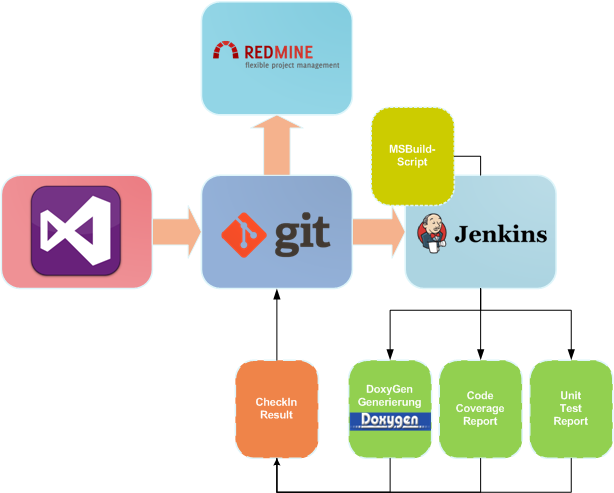 REDMINE
flexible project management
MSBuild-
Script
git
Jenkins
CheckIn
Result
DoxyGen
Generierung
Doxygen
Code
Coverage
Report
Unit
Test
Report